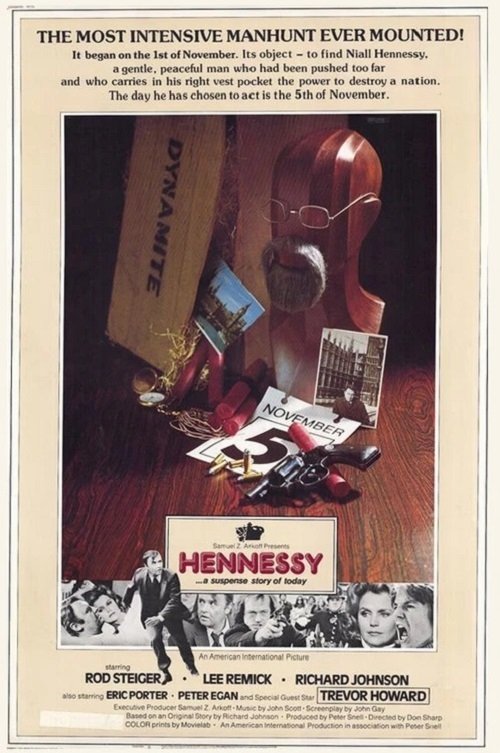 THE MOST INTENSIVE MANHUNT EVER MOUNTED!
It began on the 1st of November. Its object – to find Niall Hennessy,
a gentle, peaceful man who had been pushed too far
and who carries in his right vest pocket the power to destroy a nation.
The day he has chosen to act is the 5th of November.
DYNAMITE
NOVEMBER
5
Samuel Z. Arkoff Presents
HENNESSY
...a suspense story of today
An American International Picture
starring
ROD STEIGER • LEE REMICK • RICHARD JOHNSON
also starring ERIC PORTER • PETER EGAN and Special Guest Star TREVOR HOWARD
Executive Producer Samuel Z. Arkoff • Music by John Scott • Screenplay by John Gay
Based on an Original Story by Richard Johnson • Produced by Peter Snell • Directed by Don Sharp
COLOR prints by Movielab • An American International Production in association with Peter Snell